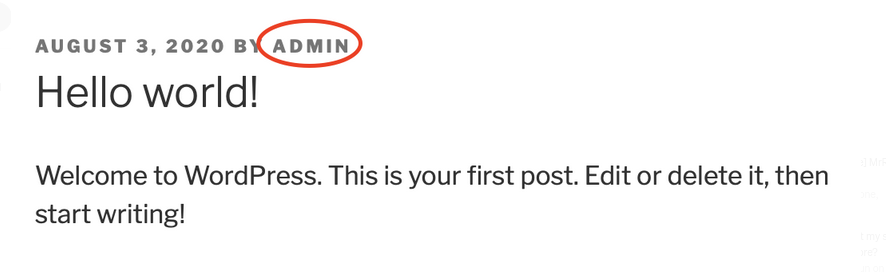 AUGUST 3, 2020 BY ADMIN
Hello world!
Welcome to WordPress. This is your first post. Edit or delete it, then
start writing!